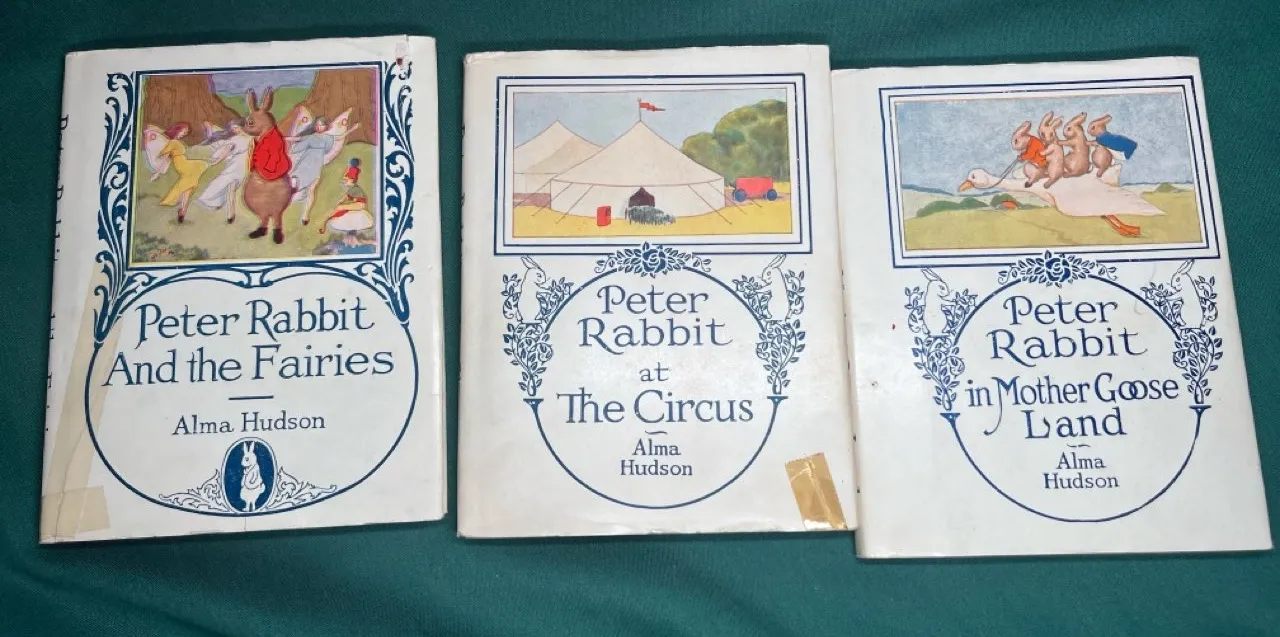 Peter Rabbit
And the Fairies
Alma Hudson
Peter
Rabbit
at
The Circus
Alma
Hudson
Peter
Rabbit
in Mother Goose
Land
Alma
Hudson